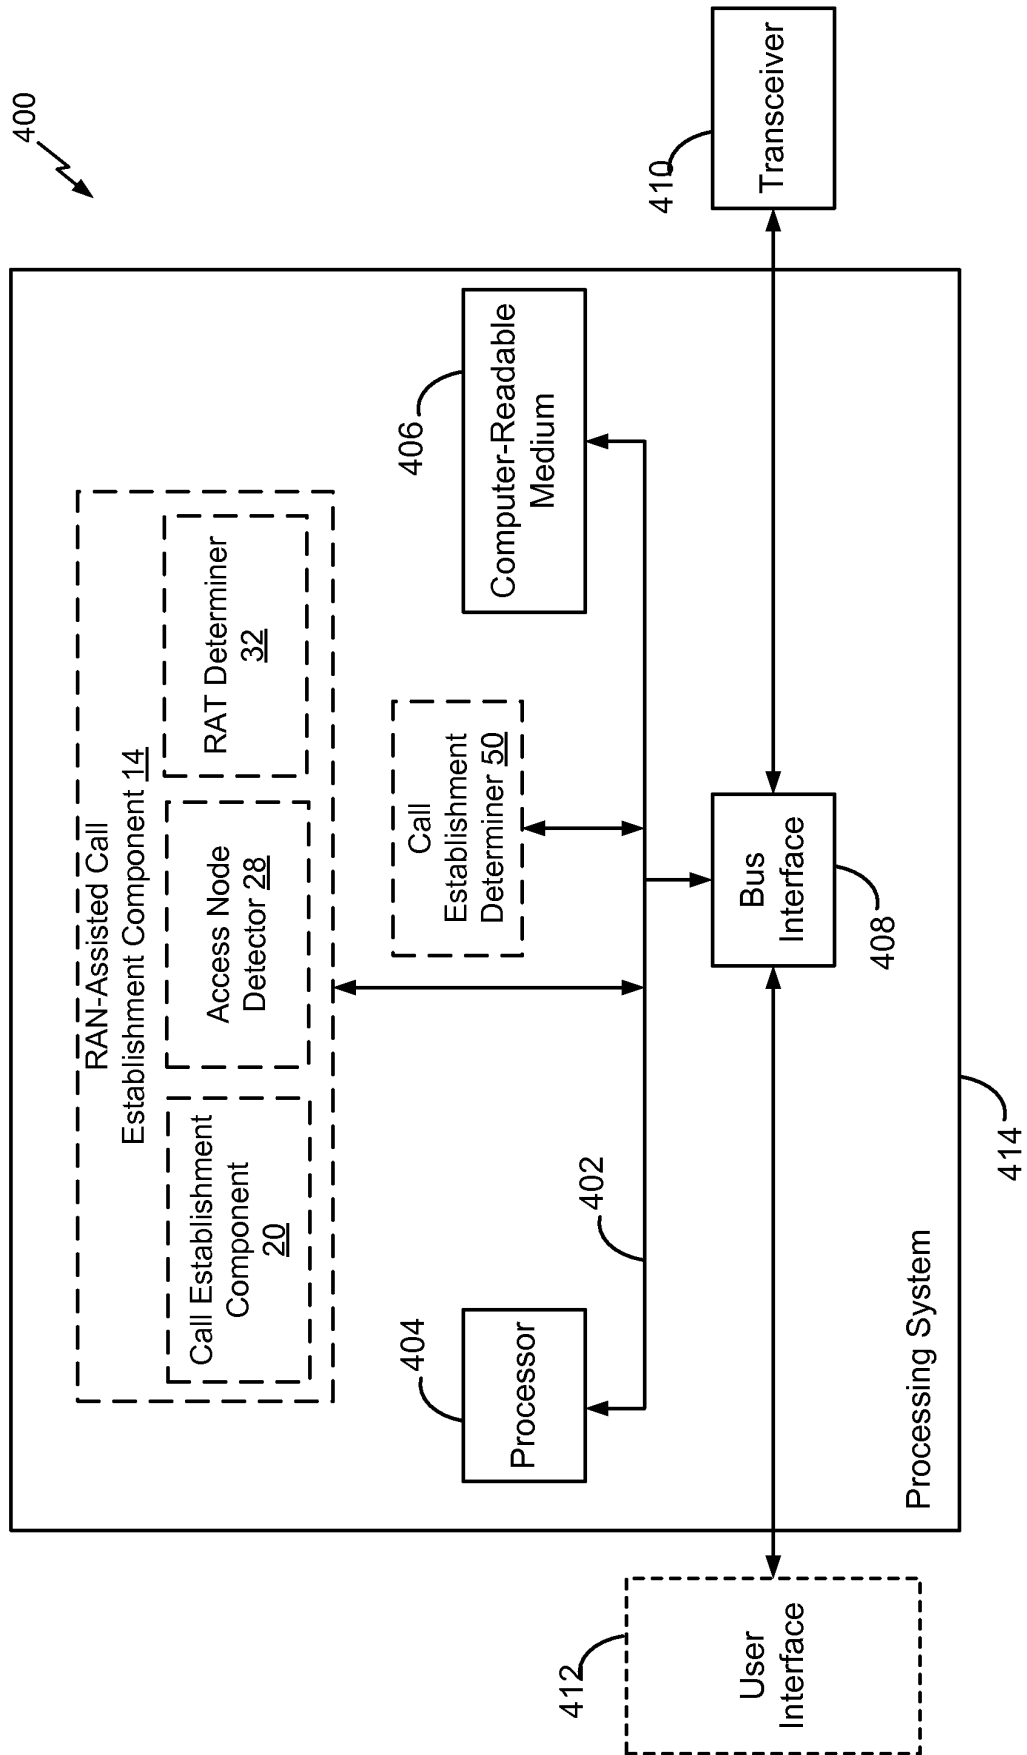 400
RAN-Assisted Call
Establishment Component 14
Call Establishment
Component
20
Access Node
Detector 28
RAT Determiner
32
Call
Establishment
Determiner 50
404
Processor
402
406
Computer-Readable
Medium
412
User
Interface
Bus
Interface
408
410
Transceiver
Processing System
414